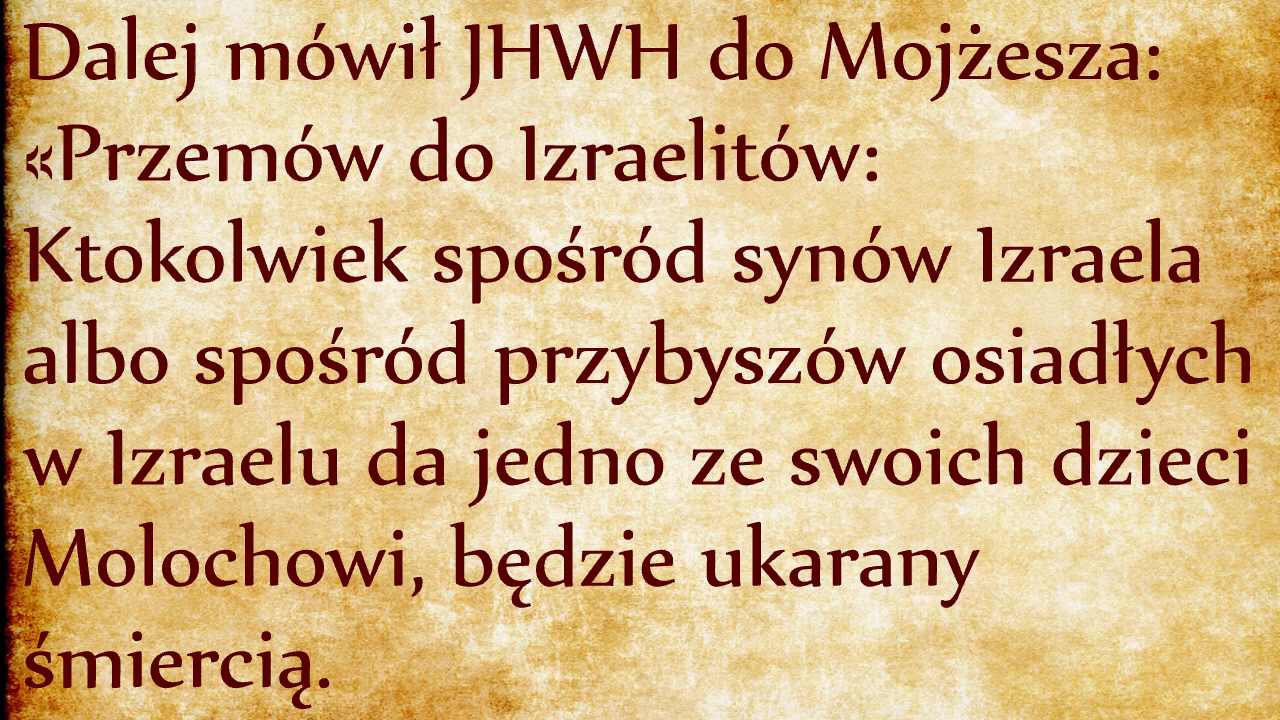 Dalej mówił JHWH do Mojżesza:
«Przemów do Izraelitów:
Ktokolwiek spośród synów Izraela
albo spośród przybyszów osiadłych
w Izraelu da jedno ze swoich dzieci
Molochowi, będzie ukarany
śmiercią.